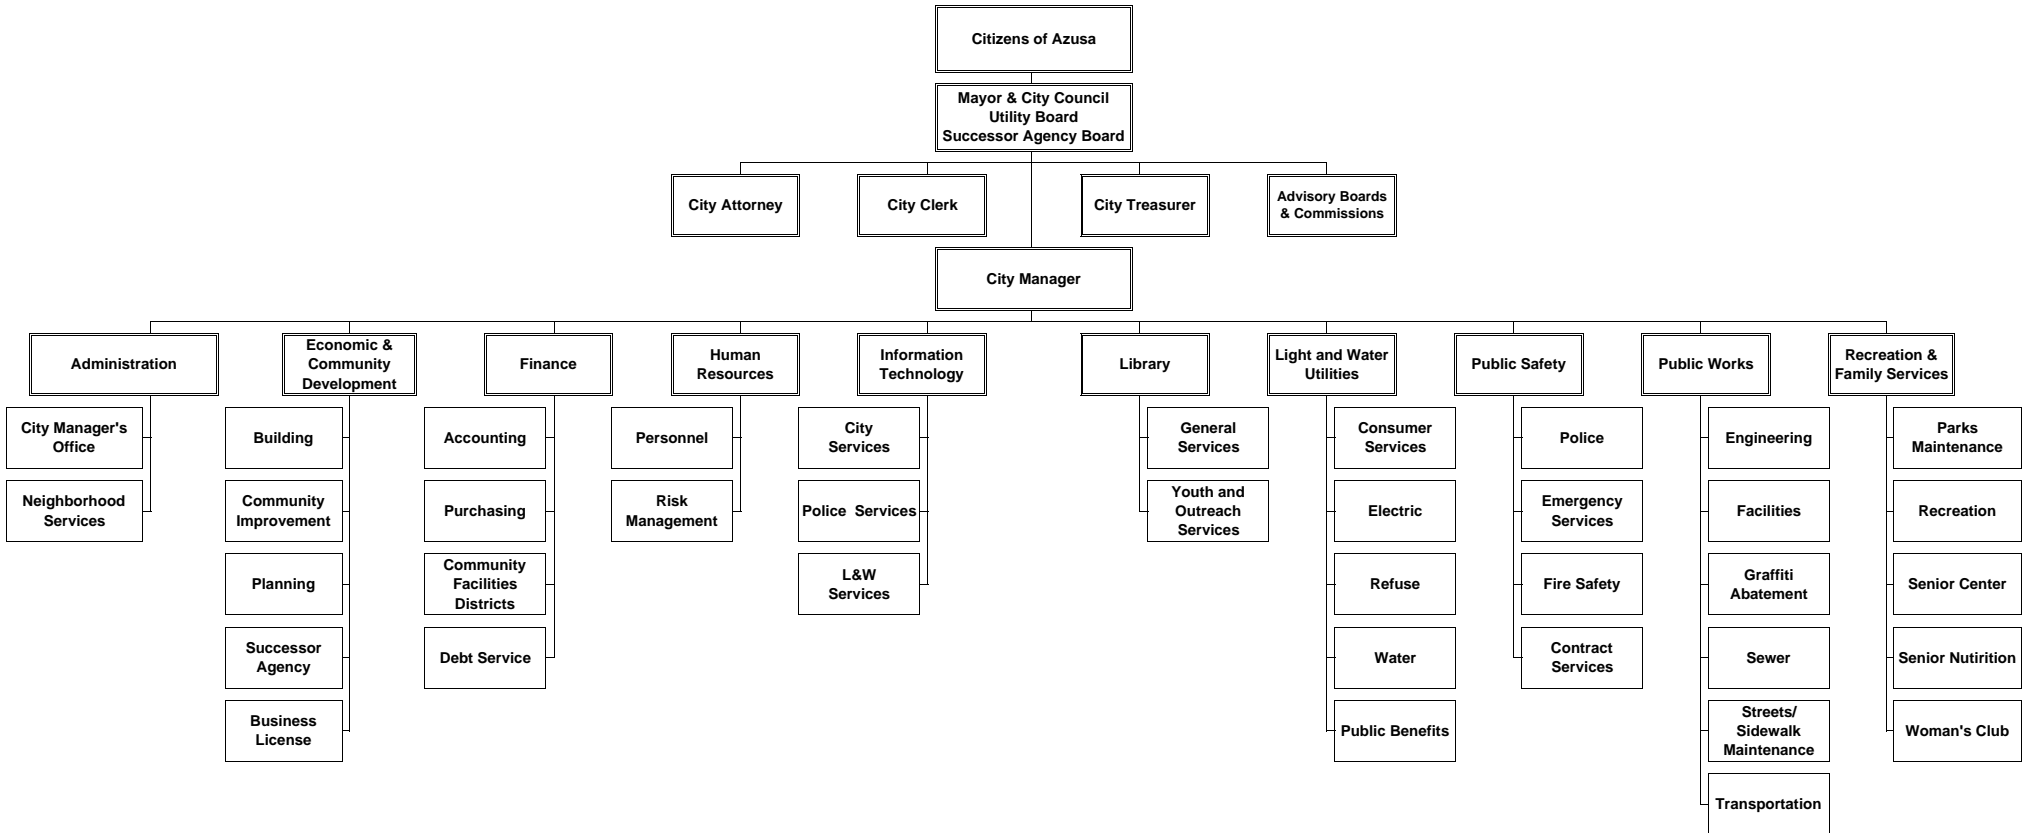 Citizens of Azusa
Mayor & City Council
Utility Board
Successor Agency Board
City Attorney
City Clerk
City Treasurer
Advisory Boards
& Commissions
City Manager
Administration
Economic &
Community
Development
Finance
Human
Resources
Information
Technology
Library
Light and Water
Utilities
Public Safety
Public Works
Recreation &
Family Services
City Manager's
Office
Neighborhood
Services
Building
Community
Improvement
Planning
Successor
Agency
Business
License
Accounting
Purchasing
Community
Facilities
Districts
Debt Service
Personnel
Risk
Management
City
Services
Police  Services
L&W
Services
General
Services
Youth and
Outreach
Services
Consumer
Services
Electric
Refuse
Water
Public Benefits
Police
Emergency
Services
Fire Safety
Contract
Services
Engineering
Facilities
Graffiti
Abatement
Sewer
Streets/
Sidewalk
Maintenance
Transportation
Parks
Maintenance
Recreation
Senior Center
Senior Nutirition
Woman's Club